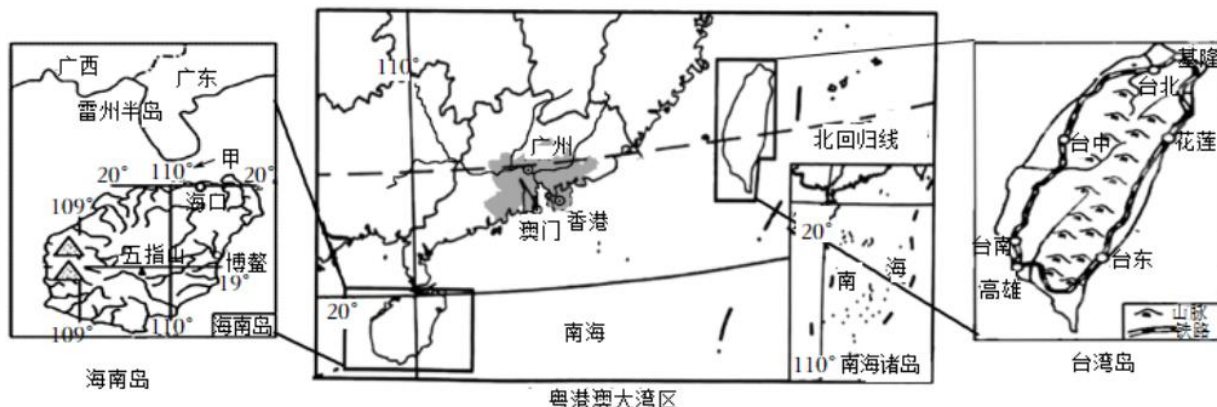 广西
广东
雷州半岛
甲
20°
110°
20°
海口
109°
五指山
博鳌
19°
109°
110°
海南岛
海南岛
110°
广州
北回归线
香港
澳门
20°
南海
粤港澳大湾区
20°
南
海
110°
南海诸岛
基隆
台北
台中
花莲
台南
台东
高雄
山脉
铁路
台湾岛